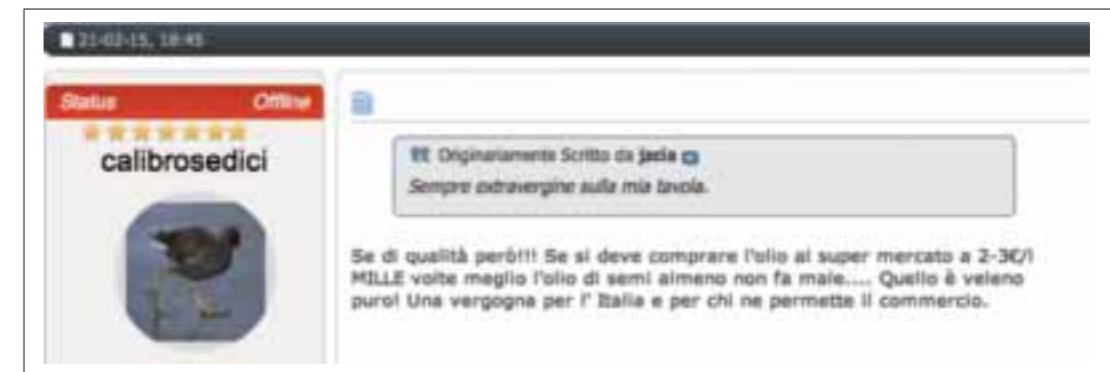 21-02-15, 18:45
Status Offline
calibrosedici
Originariamente Scritto da jacia
Sempre extravergine sulla mia tavola.
Se di qualità però!!! Se si deve comprare l'olio al super mercato a 2-3€/l
MILLE volte meglio l'olio di semi almeno non fa male.... Quello è veleno
puro! Una vergogna per l' Italia e per chi ne permette il commercio.